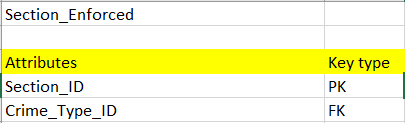 Section_Enforced
Attributes Key type
Section_ID PK
Crime_Type_ID FK